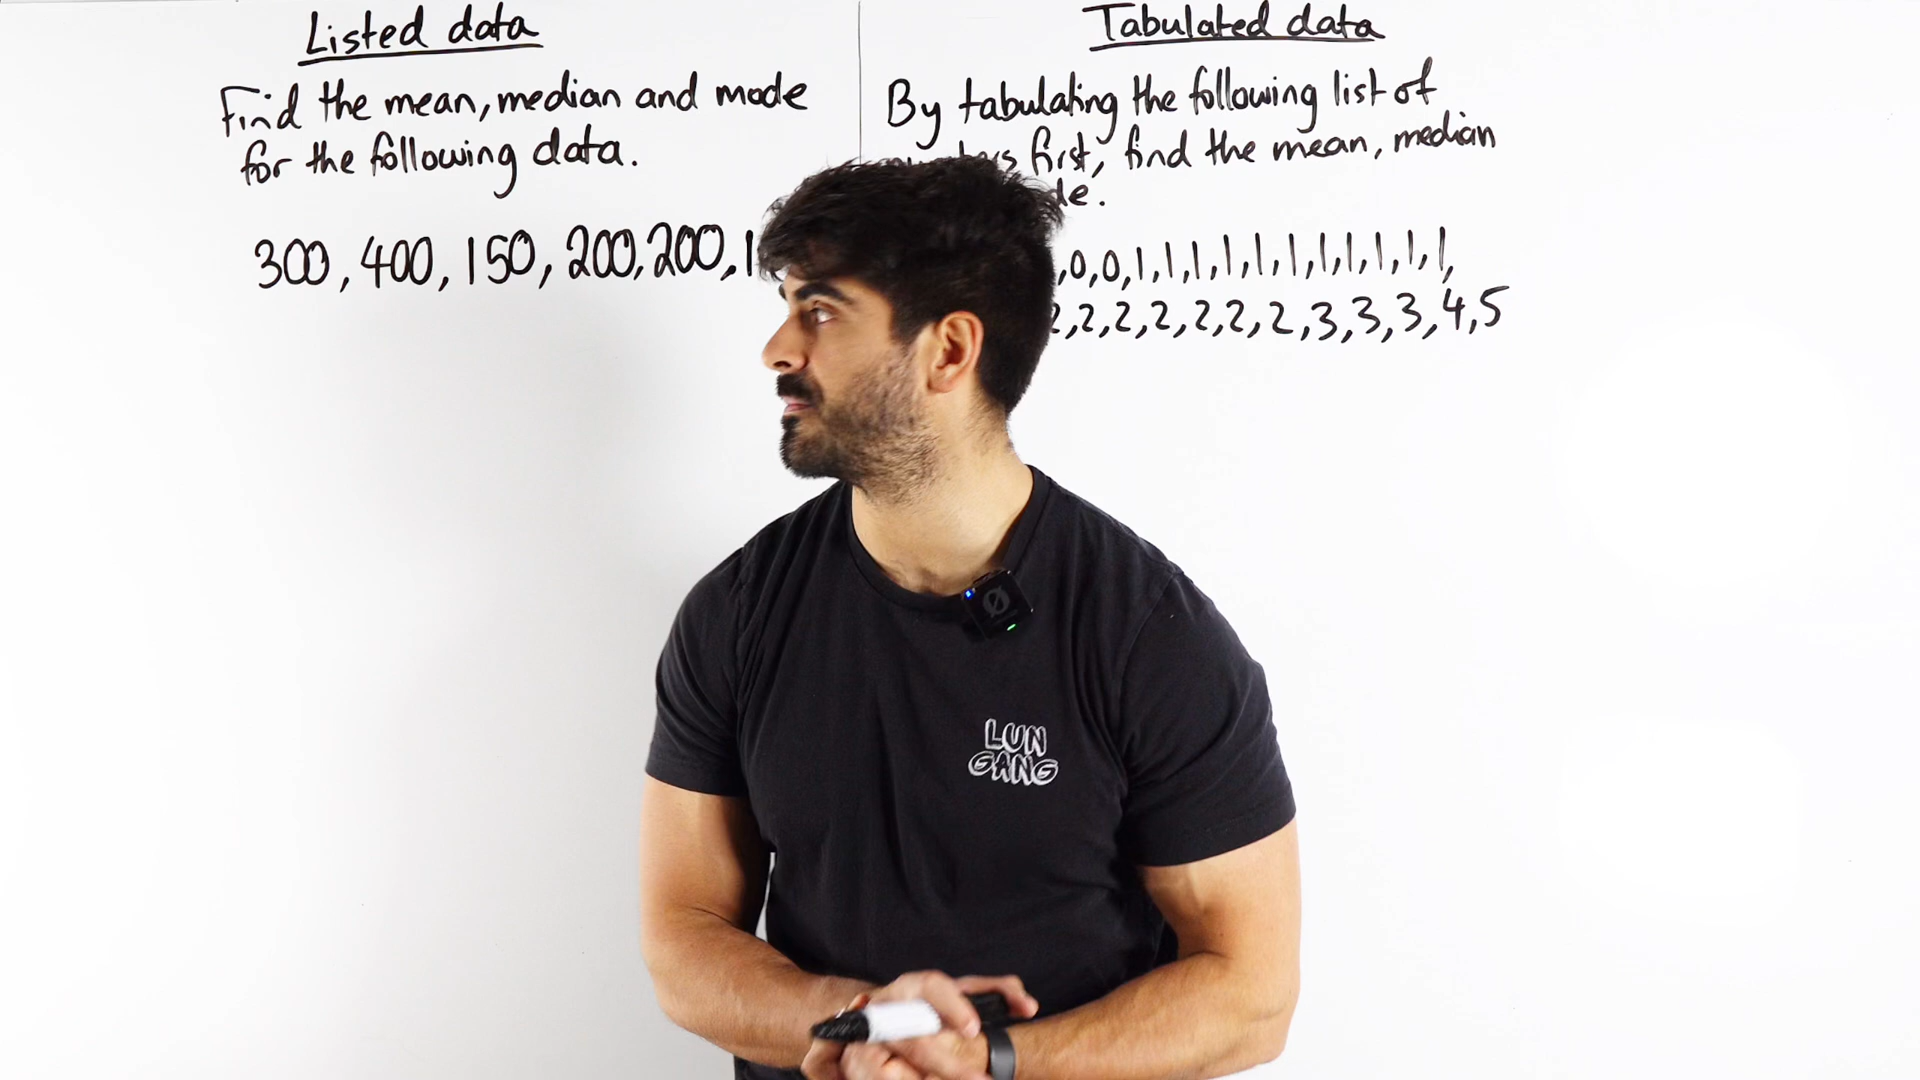 Listed data
Find the mean, median and mode
for the following data.
300, 400, 150, 200, 200, 1
Tabulated data
By tabulating the following list of
first, find the mean, median
,0,0,1,1,1,1,1,1,1,1,1,1,1,
2,2,2,2,2,2,2,3,3,3,4,5
LUN
GANG